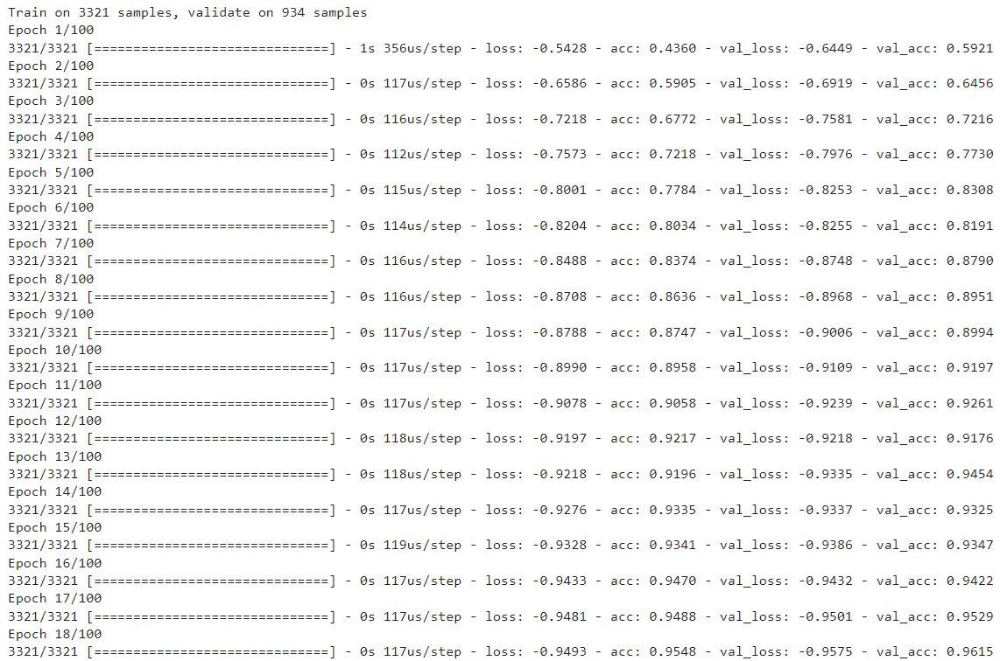 Train on 3321 samples, validate on 934 samples
Epoch 1/100
3321/3321 [==============================] - 1s 356us/step - loss: -0.5428 - acc: 0.4360 - val_loss: -0.6449 - val_acc: 0.5921
Epoch 2/100
3321/3321 [==============================] - 0s 117us/step - loss: -0.6586 - acc: 0.5905 - val_loss: -0.6919 - val_acc: 0.6456
Epoch 3/100
3321/3321 [==============================] - 0s 116us/step - loss: -0.7218 - acc: 0.6772 - val_loss: -0.7581 - val_acc: 0.7216
Epoch 4/100
3321/3321 [==============================] - 0s 112us/step - loss: -0.7573 - acc: 0.7218 - val_loss: -0.7976 - val_acc: 0.7730
Epoch 5/100
3321/3321 [==============================] - 0s 115us/step - loss: -0.8001 - acc: 0.7784 - val_loss: -0.8253 - val_acc: 0.8308
Epoch 6/100
3321/3321 [==============================] - 0s 114us/step - loss: -0.8204 - acc: 0.8034 - val_loss: -0.8255 - val_acc: 0.8191
Epoch 7/100
3321/3321 [==============================] - 0s 116us/step - loss: -0.8488 - acc: 0.8374 - val_loss: -0.8748 - val_acc: 0.8790
Epoch 8/100
3321/3321 [==============================] - 0s 116us/step - loss: -0.8708 - acc: 0.8636 - val_loss: -0.8968 - val_acc: 0.8951
Epoch 9/100
3321/3321 [==============================] - 0s 117us/step - loss: -0.8788 - acc: 0.8747 - val_loss: -0.9006 - val_acc: 0.8994
Epoch 10/100
3321/3321 [==============================] - 0s 117us/step - loss: -0.8990 - acc: 0.8958 - val_loss: -0.9109 - val_acc: 0.9197
Epoch 11/100
3321/3321 [==============================] - 0s 117us/step - loss: -0.9078 - acc: 0.9058 - val_loss: -0.9239 - val_acc: 0.9261
Epoch 12/100
3321/3321 [==============================] - 0s 118us/step - loss: -0.9197 - acc: 0.9217 - val_loss: -0.9218 - val_acc: 0.9176
Epoch 13/100
3321/3321 [==============================] - 0s 118us/step - loss: -0.9218 - acc: 0.9196 - val_loss: -0.9335 - val_acc: 0.9454
Epoch 14/100
3321/3321 [==============================] - 0s 117us/step - loss: -0.9276 - acc: 0.9335 - val_loss: -0.9337 - val_acc: 0.9325
Epoch 15/100
3321/3321 [==============================] - 0s 119us/step - loss: -0.9328 - acc: 0.9341 - val_loss: -0.9386 - val_acc: 0.9347
Epoch 16/100
3321/3321 [==============================] - 0s 117us/step - loss: -0.9433 - acc: 0.9470 - val_loss: -0.9432 - val_acc: 0.9422
Epoch 17/100
3321/3321 [==============================] - 0s 117us/step - loss: -0.9481 - acc: 0.9488 - val_loss: -0.9501 - val_acc: 0.9529
Epoch 18/100
3321/3321 [==============================] - 0s 117us/step - loss: -0.9493 - acc: 0.9548 - val_loss: -0.9575 - val_acc: 0.9615